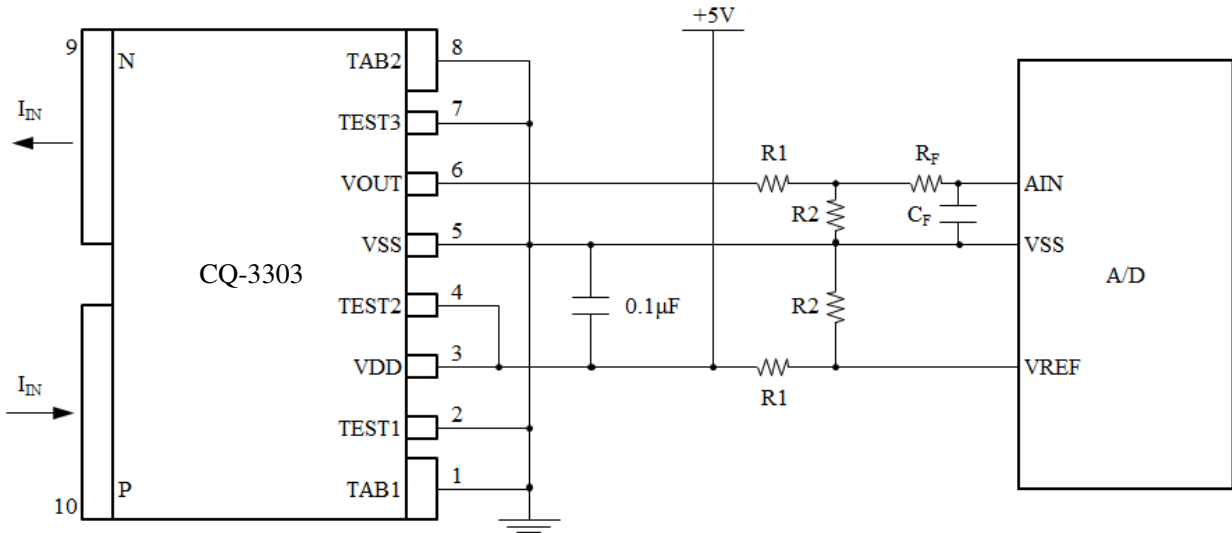 +5V
9
N
TAB2
8
I_IN
TEST3
7
VOUT
6
R1
R_F
AIN
R2
C_F
VSS
5
VSS
CQ-3303
A/D
TEST2
4
0.1µF
R2
VDD
3
VREF
I_IN
R1
TEST1
2
TAB1
1
P
10